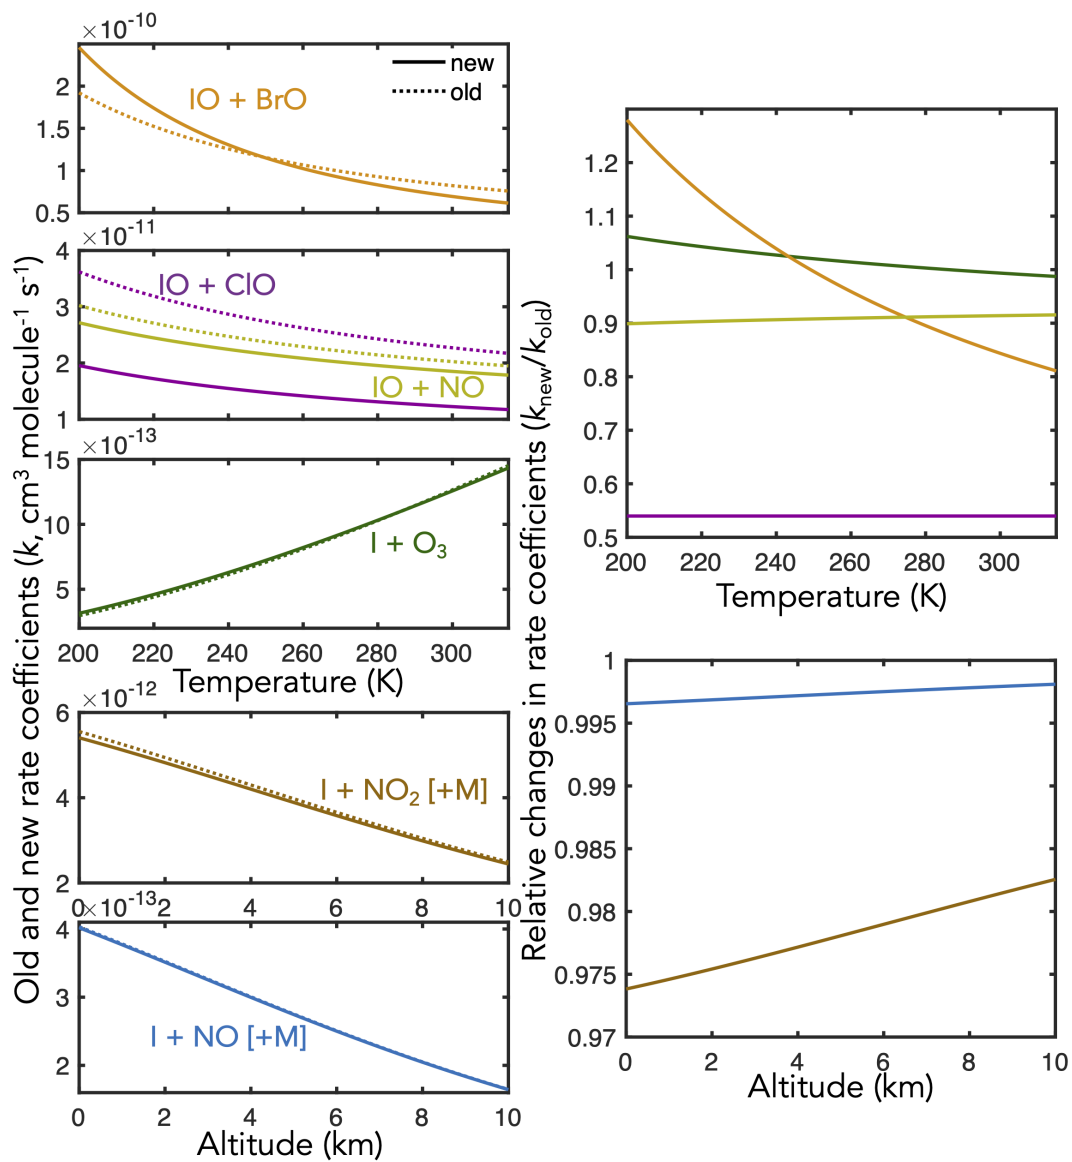 ×10⁻¹⁰
new
old
IO + BrO
2
1.5
1
0.5
×10⁻¹¹
4
3
2
1
IO + ClO
IO + NO
×10⁻¹³
15
10
5
I + O₃
200 220 240 260 280 300
Temperature (K)
×10⁻¹²
6
4
2
I + NO₂ [+M]
0 2 4 6 8 10
×10⁻¹³
4
3
2
I + NO [+M]
0 2 4 6 8 10
Altitude (km)
Old and new rate coefficients (k, cm³ molecule⁻¹ s⁻¹)
Relative changes in rate coefficients (kₙₑw/kₒₗd)
1.2
1.1
1
0.9
0.8
0.7
0.6
0.5
200 220 240 260 280 300
Temperature (K)
1
0.995
0.99
0.985
0.98
0.975
0.97
0 2 4 6 8 10
Altitude (km)